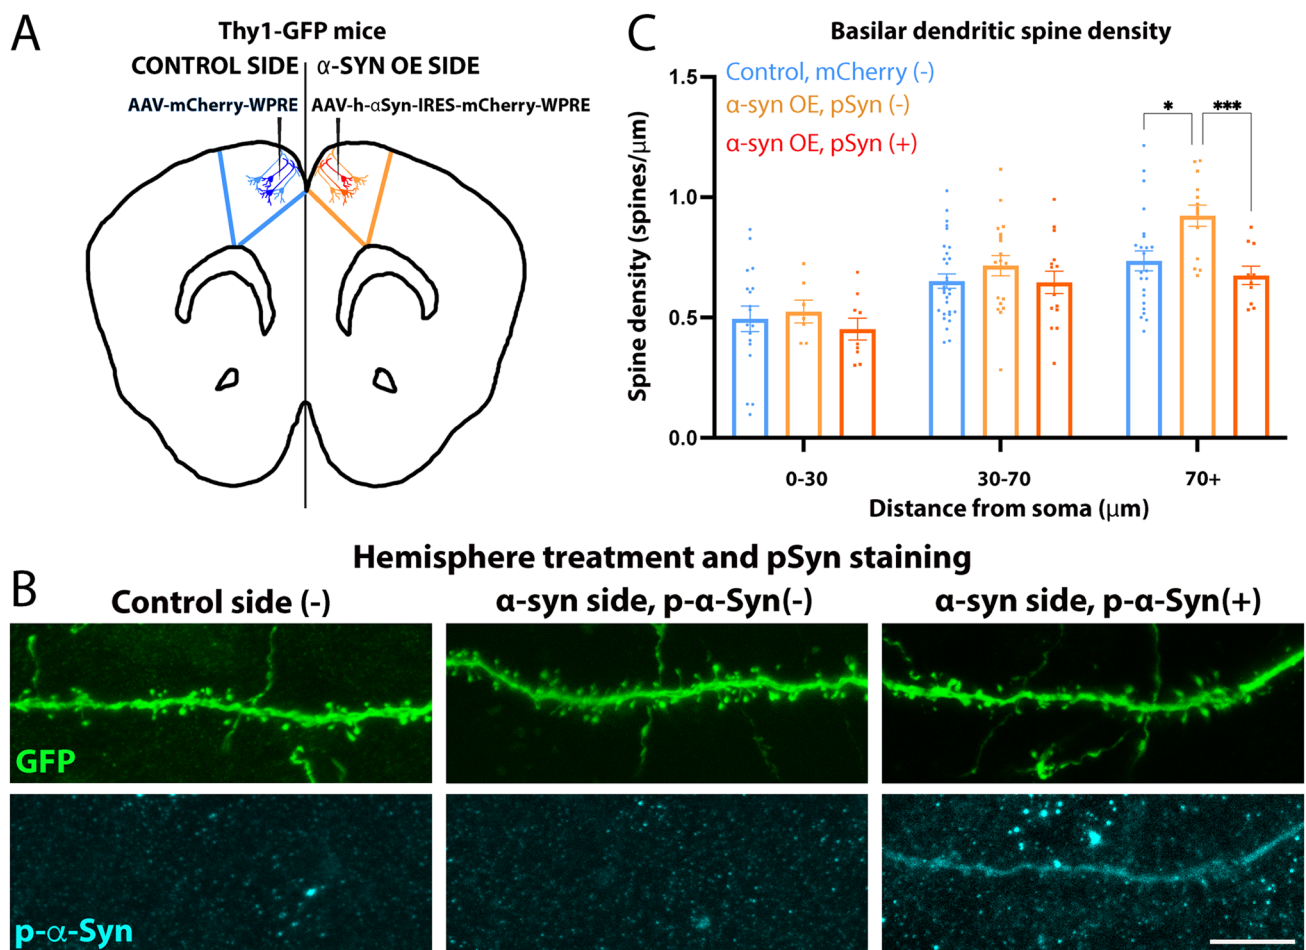 A
Thy1-GFP mice
CONTROL SIDE
α-SYN OE SIDE
AAV-mCherry-WPRE
AAV-h-αSyn-IRES-mCherry-WPRE
C
Basilar dendritic spine density
Control, mCherry (-)
α-syn OE, pSyn (-)
α-syn OE, pSyn (+)
Spine density (spines/μm)
1.5
1.0
0.5
0.0
*
***
0-30
30-70
70+
Distance from soma (μm)
B
Hemisphere treatment and pSyn staining
Control side (-)
α-syn side, p-α-Syn(-)
α-syn side, p-α-Syn(+)
GFP
p-α-Syn